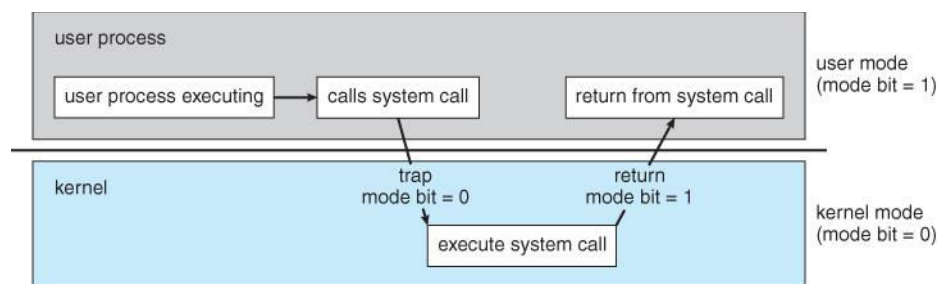 user process
user process executing
calls system call
return from system call
user mode
(mode bit = 1)
kernel
trap
mode bit = 0
return
mode bit = 1
execute system call
kernel mode
(mode bit = 0)